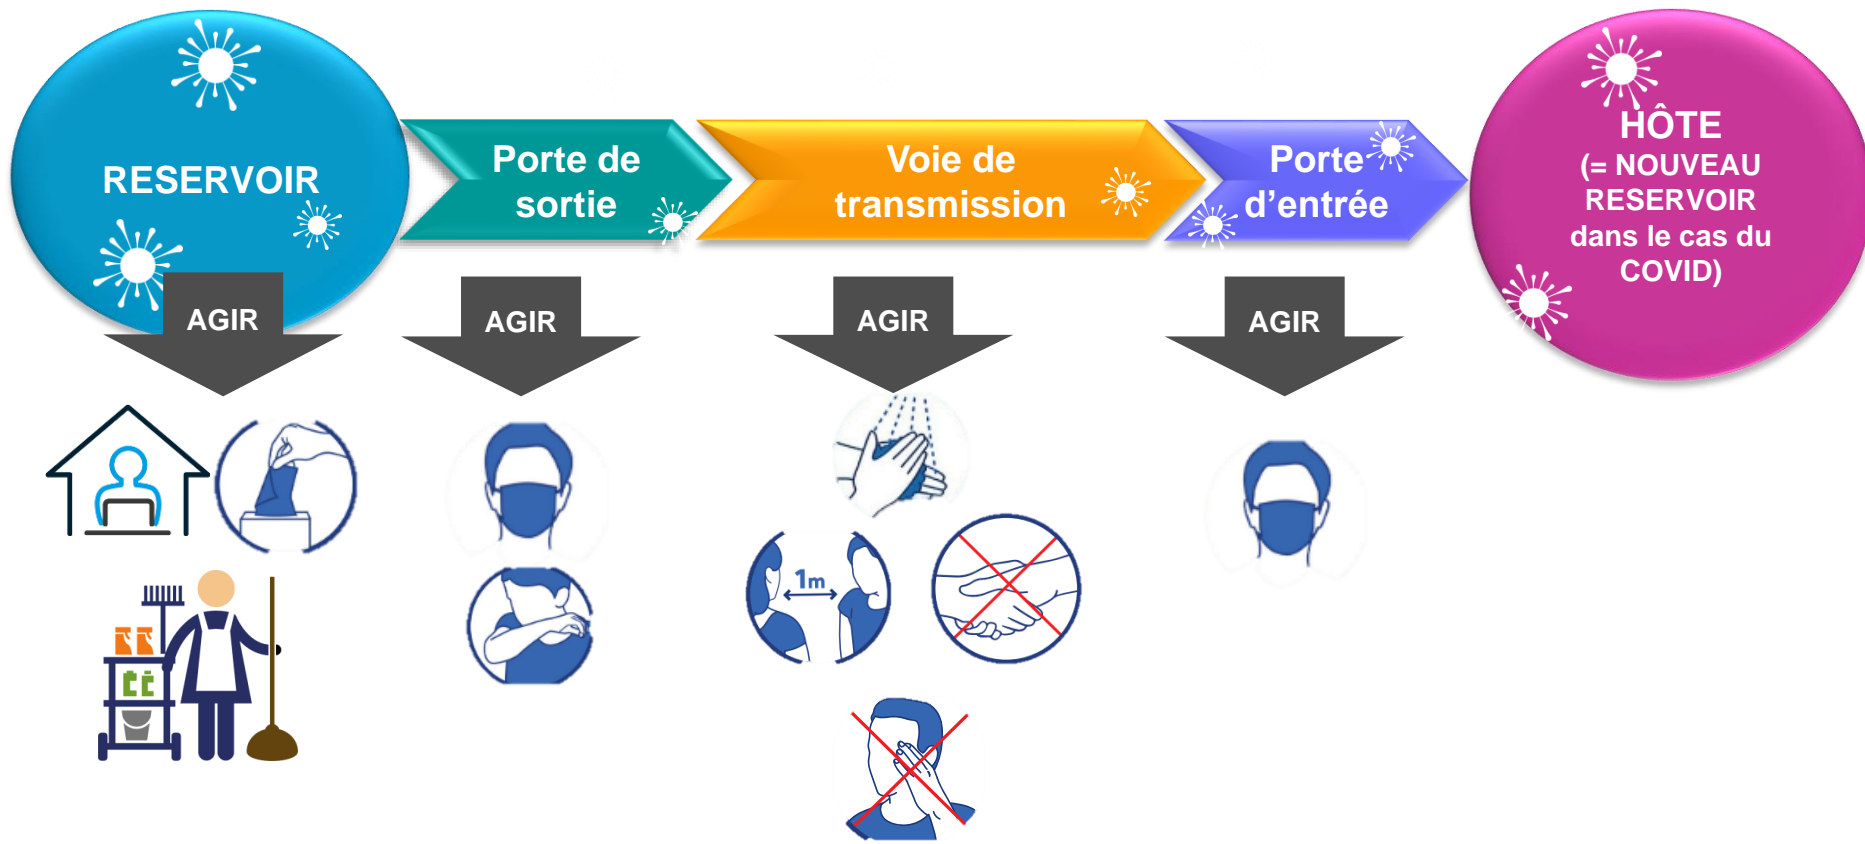 RESERVOIR
Porte de
sortie
Voie de
transmission
Porte
d’entrée
HÔTE
(= NOUVEAU
RESERVOIR
dans le cas du
COVID)
AGIR
AGIR
AGIR
AGIR
1m